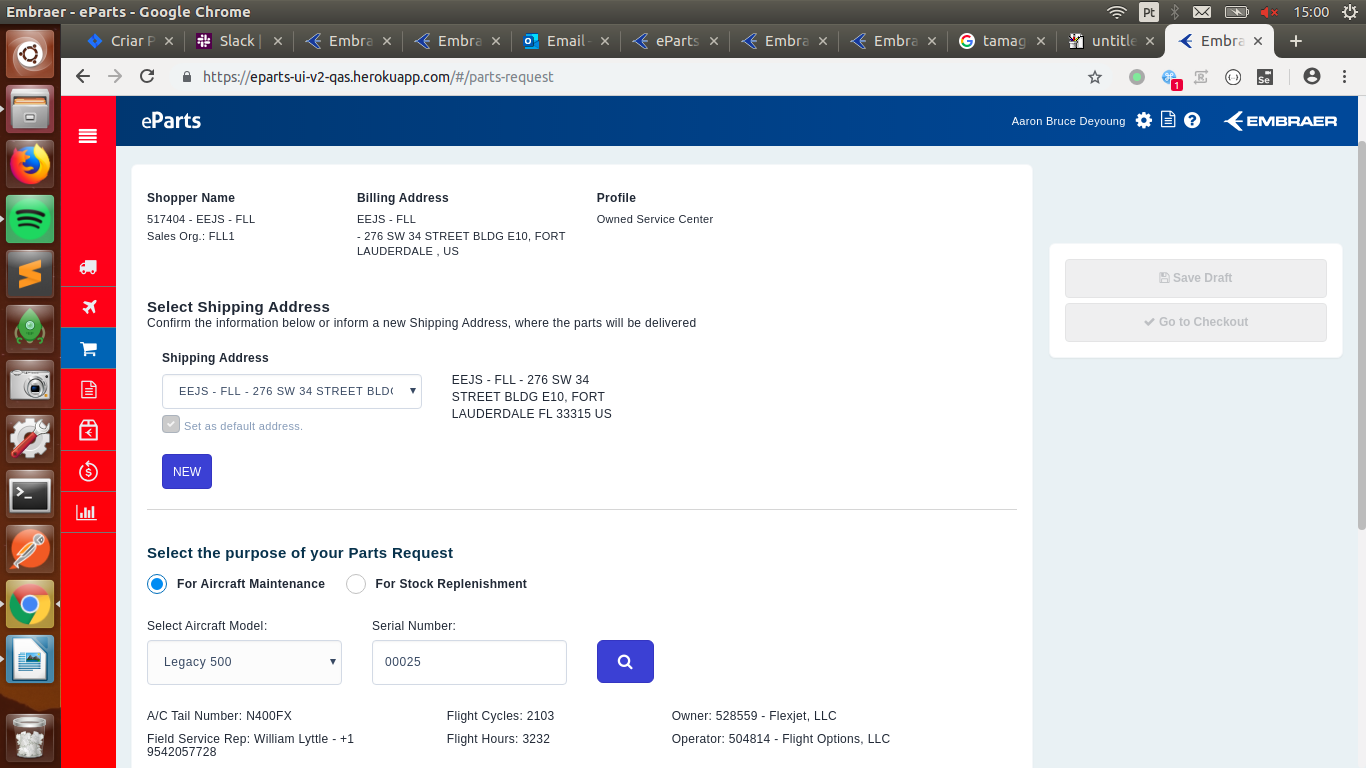 Embraer - eParts - Google Chrome
Pt
15:00
Criar P
Slack |
Embra
Embra
Email -
eParts
Embra
Embra
tamag
untitle
Embra
https://eparts-ui-v2-qas.herokuapp.com/#/parts-request
R
Se
1
eParts
Aaron Bruce Deyoung
EMBRAER
Shopper Name
517404 - EEJS - FLL
Sales Org.: FLL1
Billing Address
EEJS - FLL
- 276 SW 34 STREET BLDG E10, FORT
LAUDERDALE , US
Profile
Owned Service Center
Save Draft
Go to Checkout
Select Shipping Address
Confirm the information below or inform a new Shipping Address, where the parts will be delivered
Shipping Address
EEJS - FLL - 276 SW 34 STREET BLDG
Set as default address.
EEJS - FLL - 276 SW 34
STREET BLDG E10, FORT
LAUDERDALE FL 33315 US
NEW
Select the purpose of your Parts Request
For Aircraft Maintenance
For Stock Replenishment
Select Aircraft Model:
Serial Number:
Legacy 500
00025
A/C Tail Number: N400FX
Flight Cycles: 2103
Owner: 528559 - Flexjet, LLC
Field Service Rep: William Lyttle - +1
9542057728
Flight Hours: 3232
Operator: 504814 - Flight Options, LLC